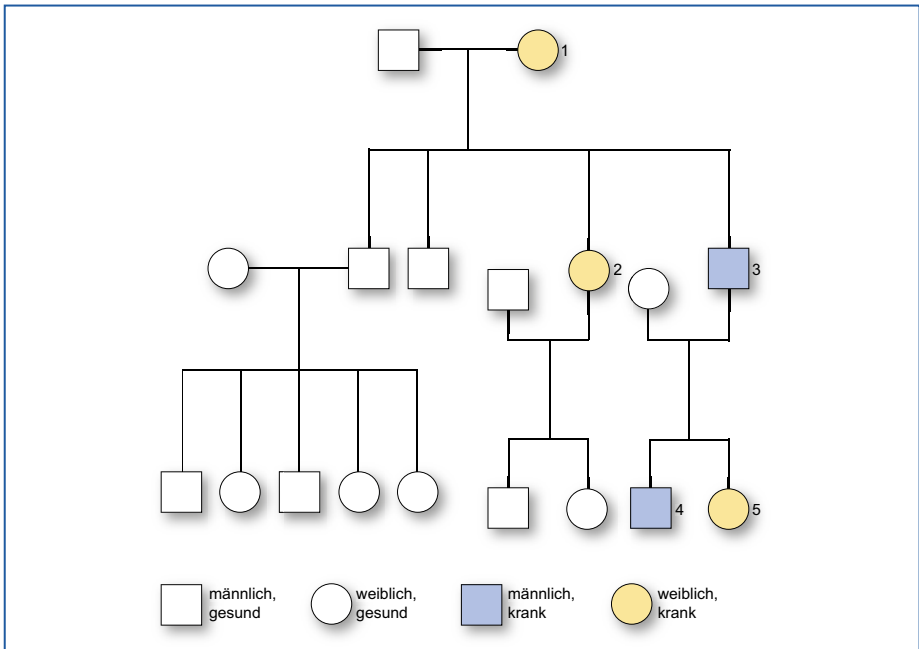 1
2
3
4
5
männlich,
gesund
weiblich,
gesund
männlich,
krank
weiblich,
krank